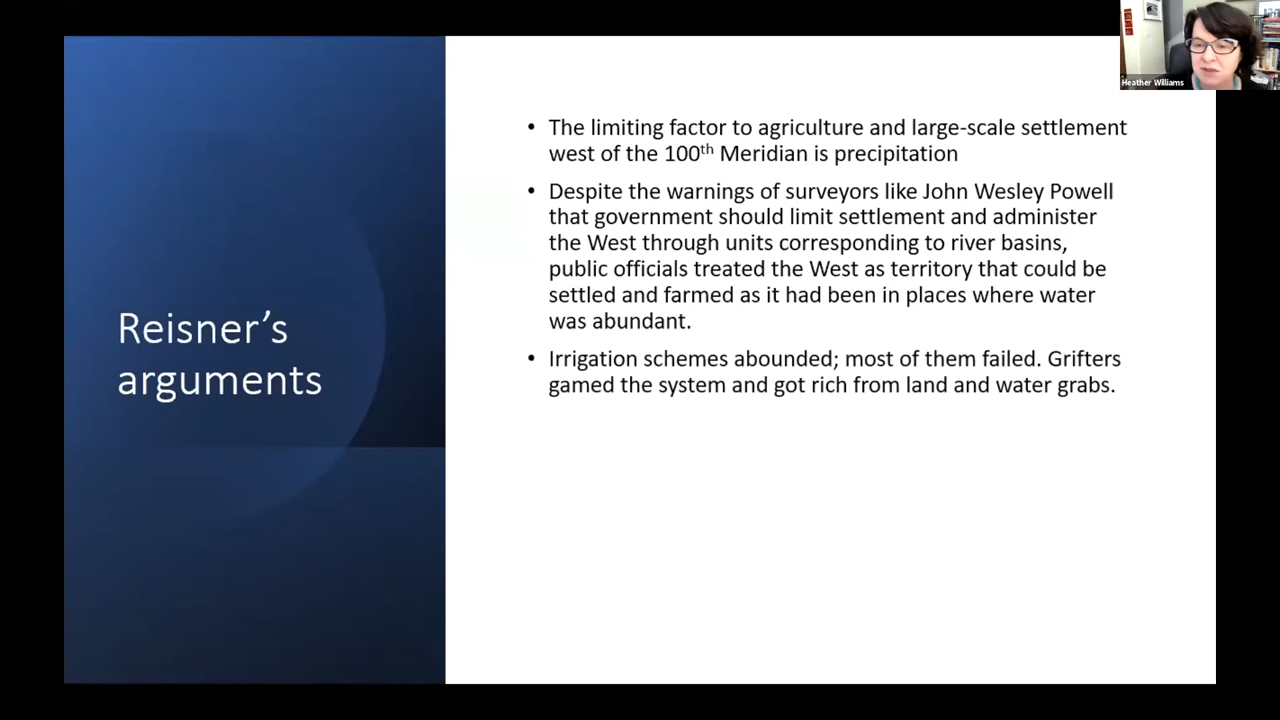 Heather Williams
Reisner's
arguments
• The limiting factor to agriculture and large-scale settlement
west of the 100th Meridian is precipitation
• Despite the warnings of surveyors like John Wesley Powell
that government should limit settlement and administer
the West through units corresponding to river basins,
public officials treated the West as territory that could be
settled and farmed as it had been in places where water
was abundant.
• Irrigation schemes abounded; most of them failed. Grifters
gamed the system and got rich from land and water grabs.